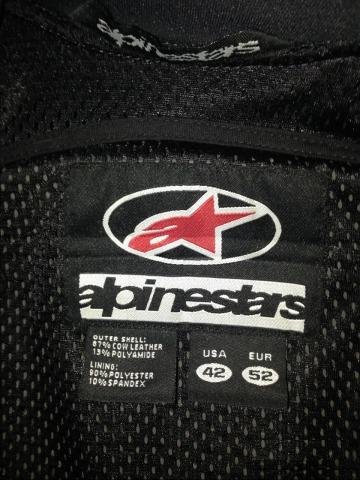 alpinestars
alpinestars
OUTER SHELL:
87% COW LEATHER
13% POLYAMIDE
LINING:
90% POLYESTER
10% SPANDEX
USA
42
EUR
52